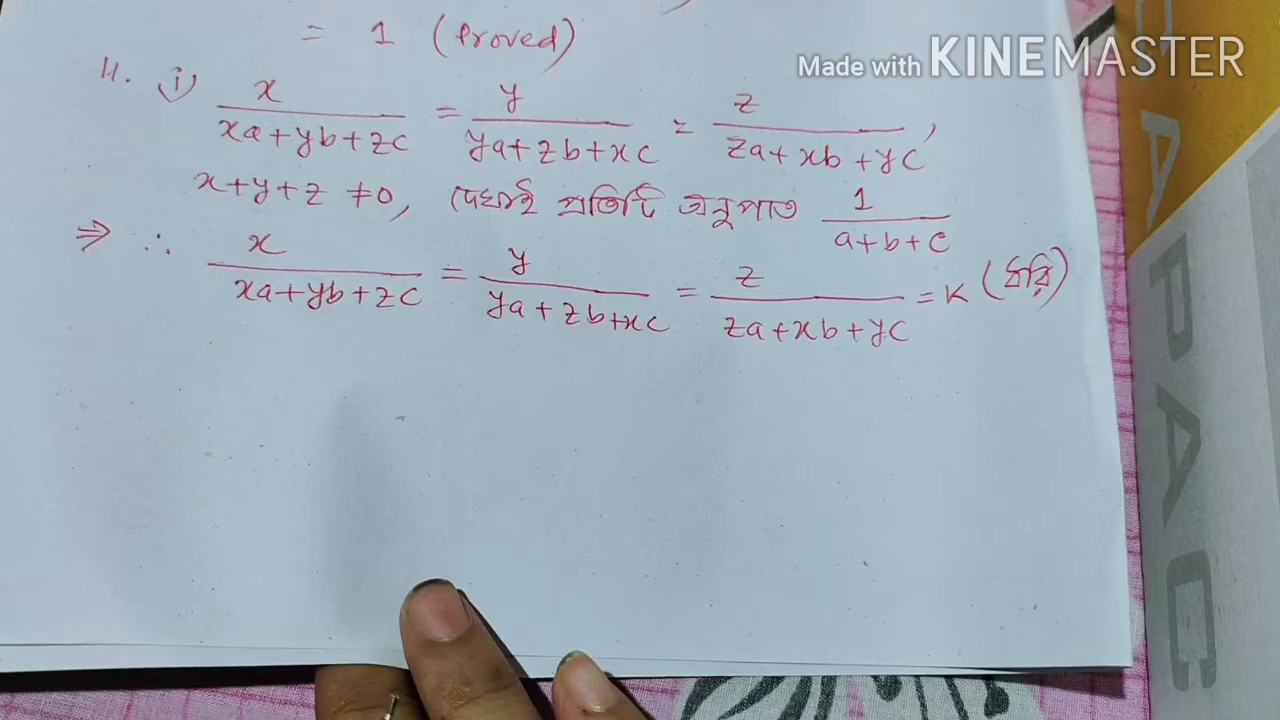 = 1 (Proved)
Made with KINEMASTER
11. i) x/(xa+yb+zc) = y/(ya+zb+xc) = z/(za+xb+yc),
x+y+z ≠0, দেখাই প্রতিটি অনুপাত 1/(a+b+c)
⇒ ∴ x/(xa+yb+zc) = y/(ya+zb+xc) = z/(za+xb+yc) = K (ধরি)
PAC